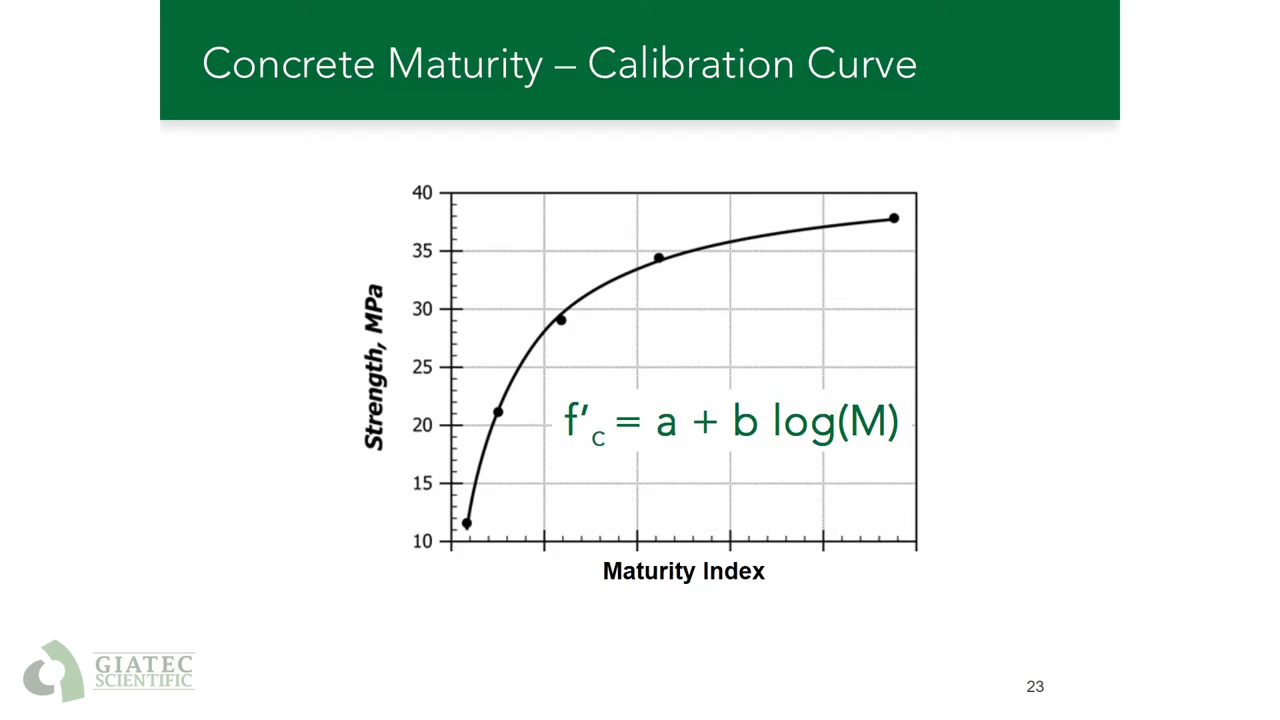 Concrete Maturity – Calibration Curve
40
35
30
25
20
15
10
Strength, MPa
f’c = a + b log(M)
Maturity Index
GIATEC
SCIENTIFIC
23